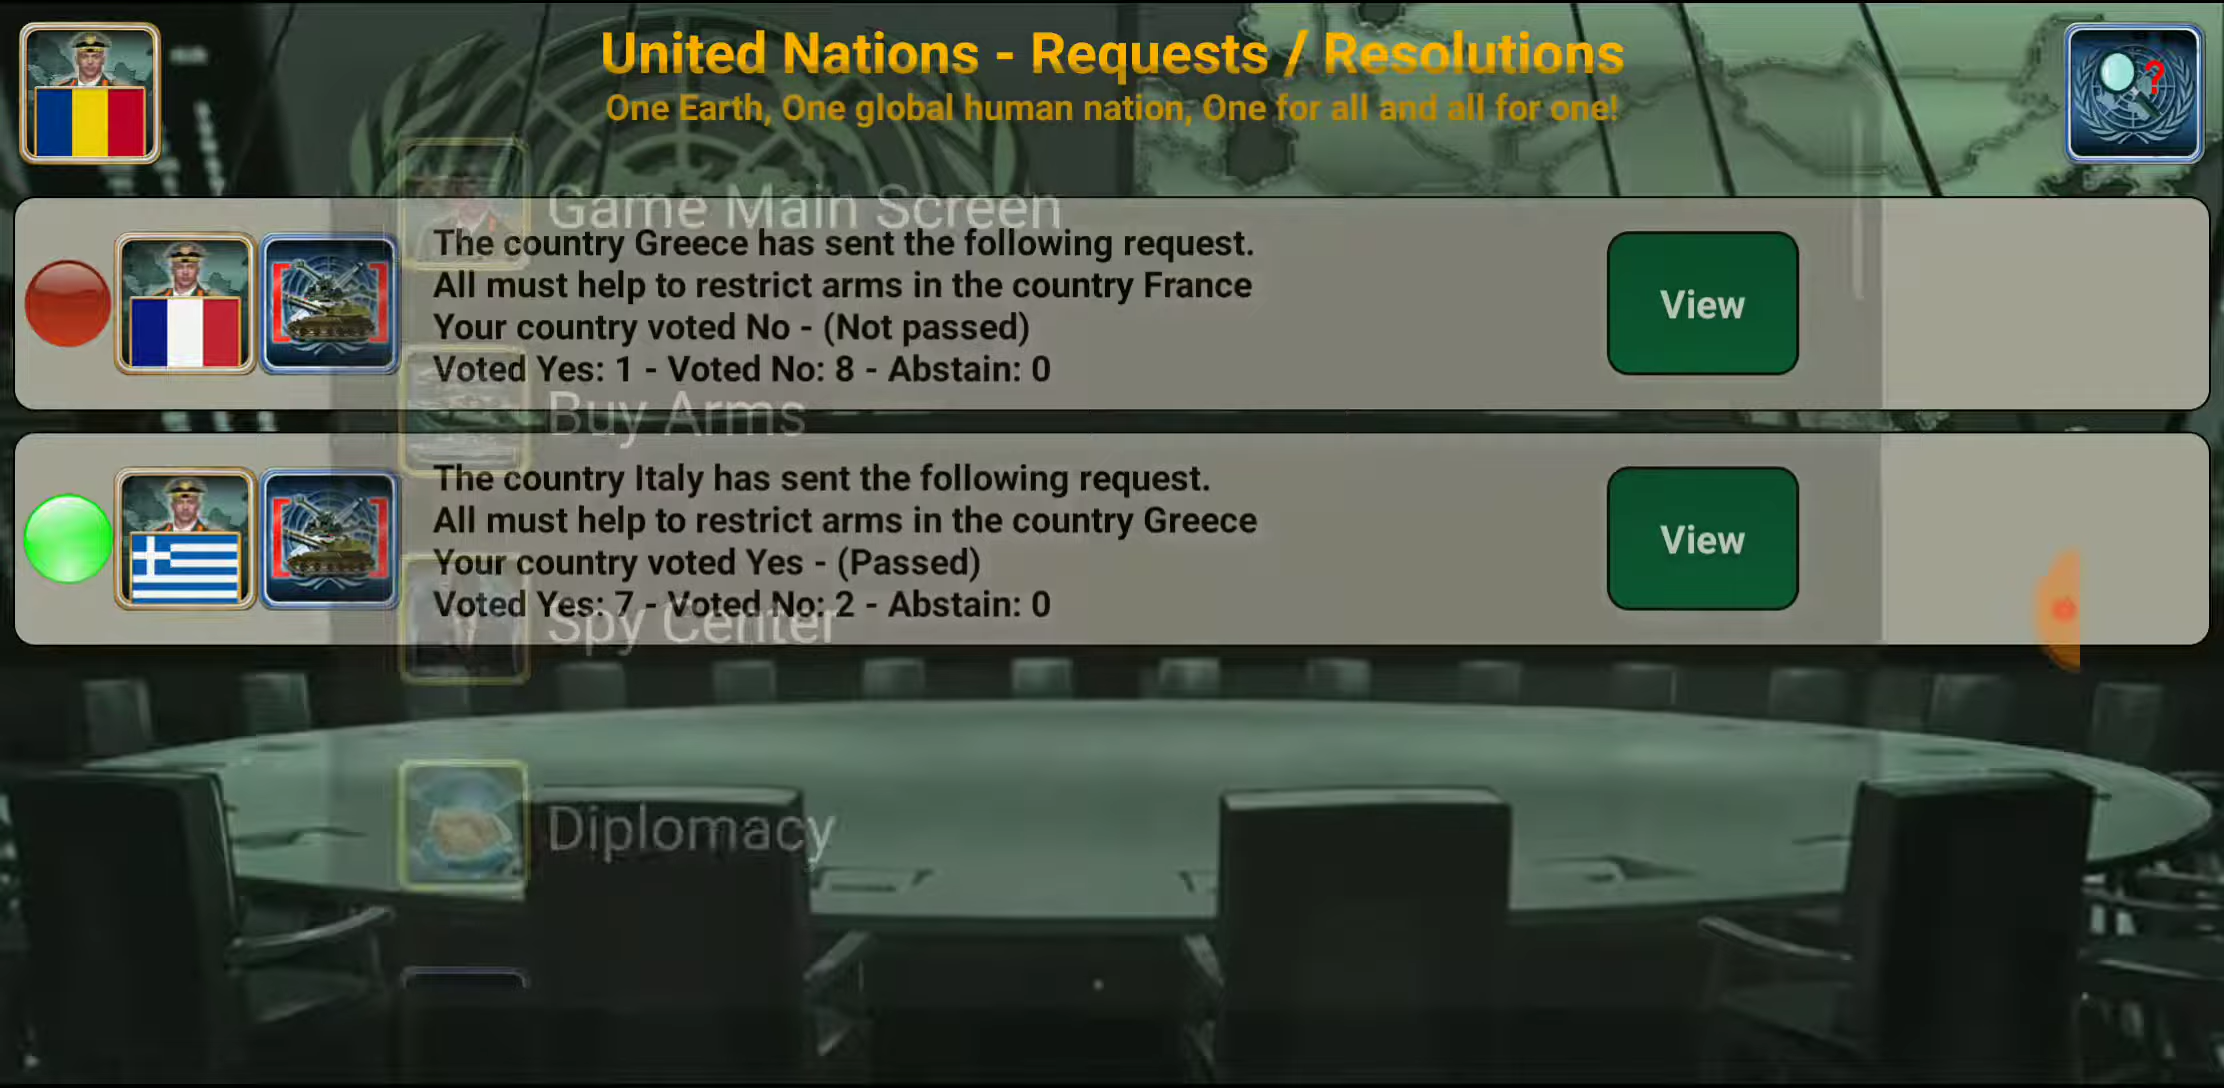 United Nations - Requests / Resolutions
One Earth, One global human nation, One for all and all for one!
Game Main Screen
The country Greece has sent the following request.
All must help to restrict arms in the country France
Your country voted No - (Not passed)
Voted Yes: 1 - Voted No: 8 - Abstain: 0
View
Buy Arms
The country Italy has sent the following request.
All must help to restrict arms in the country Greece
Your country voted Yes - (Passed)
Voted Yes: 7 - Voted No: 2 - Abstain: 0
View
Spy Center
Diplomacy